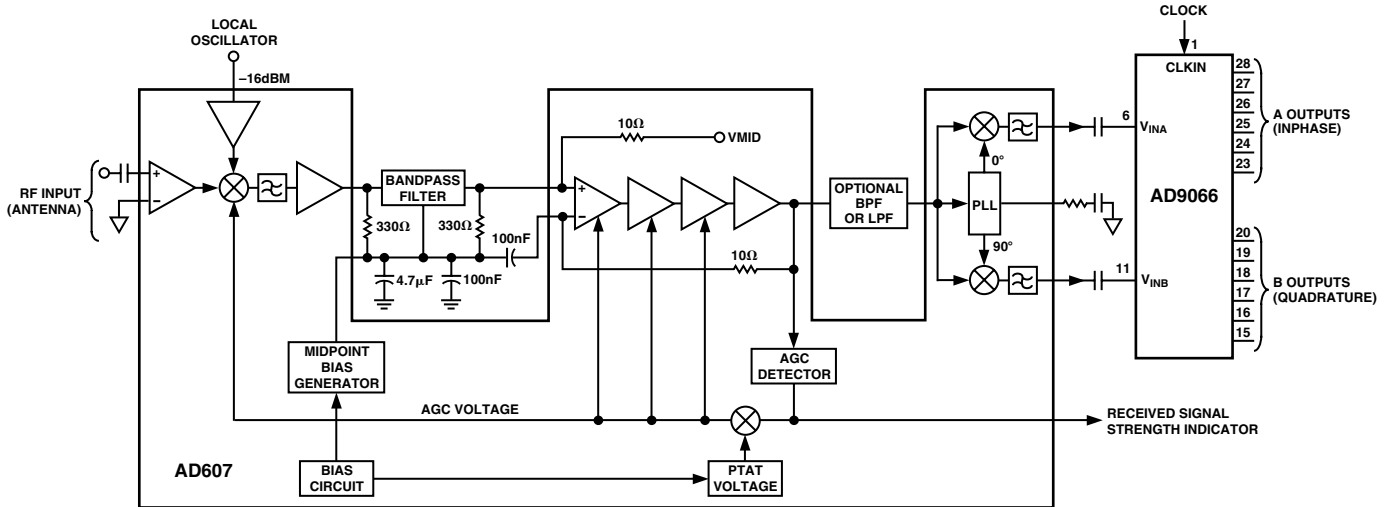 LOCAL
OSCILLATOR
–16dBM
RF INPUT
(ANTENNA)
+
–
BANDPASS
FILTER
330Ω
330Ω
100nF
4.7μF
100nF
10Ω
VMID
+
–
10Ω
OPTIONAL
BPF
OR LPF
0°
PLL
90°
CLOCK
1
CLKIN
6
VINA
AD9066
11
VINB
28
27
26
25
24
23
A OUTPUTS
(INPHASE)
20
19
18
17
16
15
B OUTPUTS
(QUADRATURE)
MIDPOINT
BIAS
GENERATOR
AGC
DETECTOR
AGC VOLTAGE
RECEIVED SIGNAL
STRENGTH INDICATOR
AD607
BIAS
CIRCUIT
PTAT
VOLTAGE